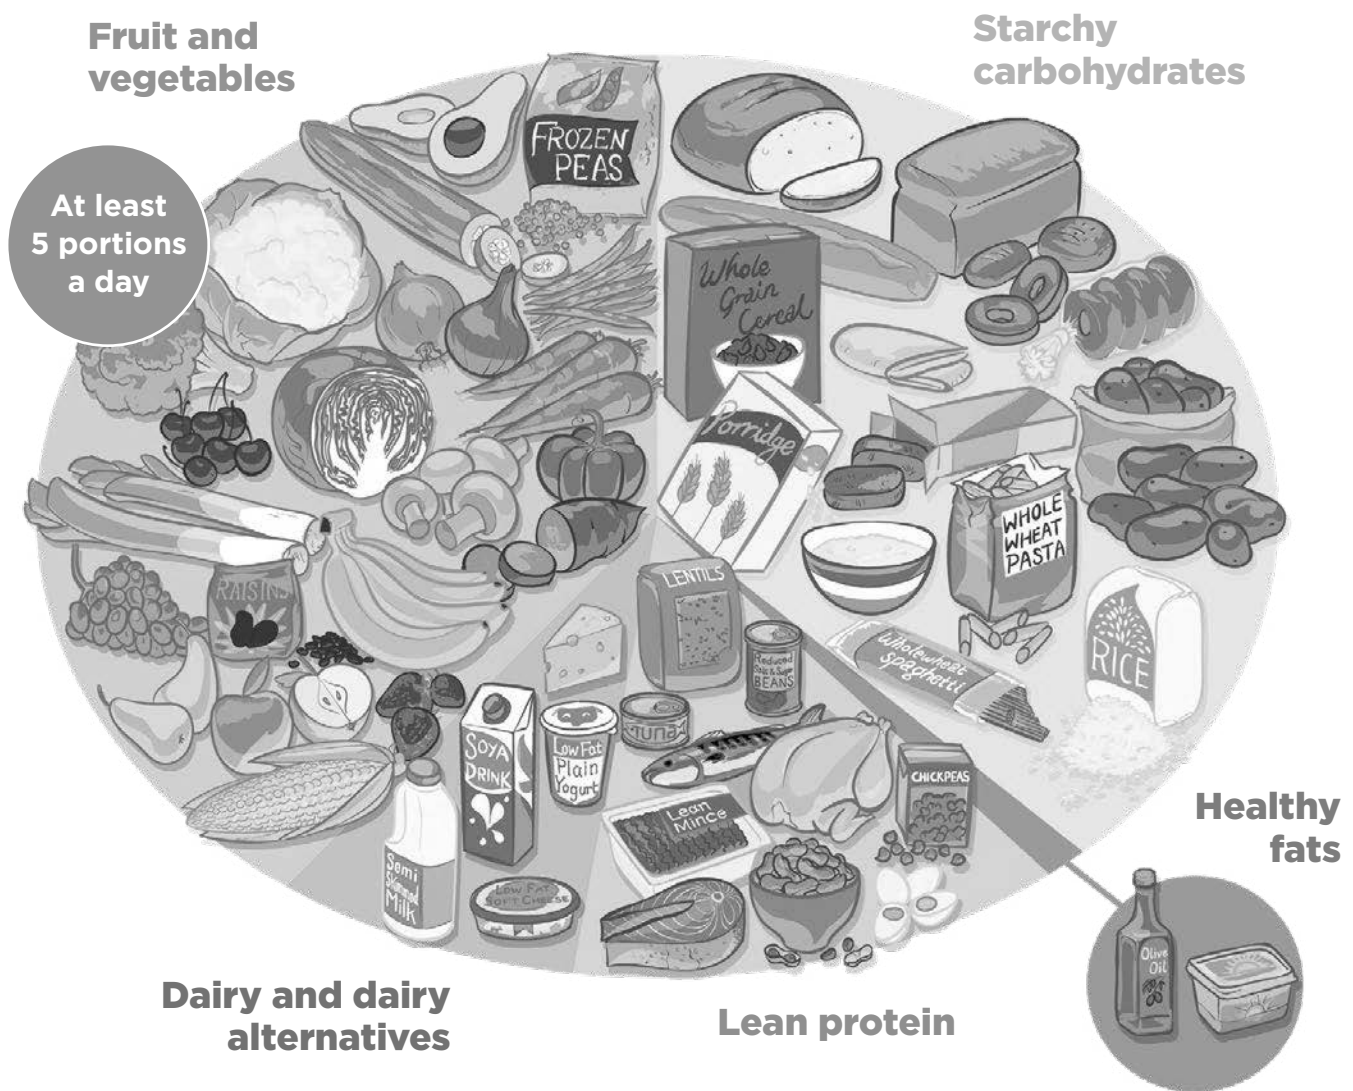 Fruit and
vegetables
Starchy
carbohydrates
At least
5 portions
a day
FROZEN
PEAS
Whole
Grain
Cereal
Porridge
WHOLE
WHEAT
PASTA
RAISINS
LENTILS
Reduced
Salt & Sugar
BEANS
Wholewheat
spaghetti
RICE
SOYA
DRINK
Low Fat
Plain
Yogurt
Tuna
CHICKPEAS
Lean
Mince
Semi
Skimmed
Milk
LOW FAT
SOFT CHEESE
Healthy
fats
Olive
Oil
Dairy and dairy
alternatives
Lean protein